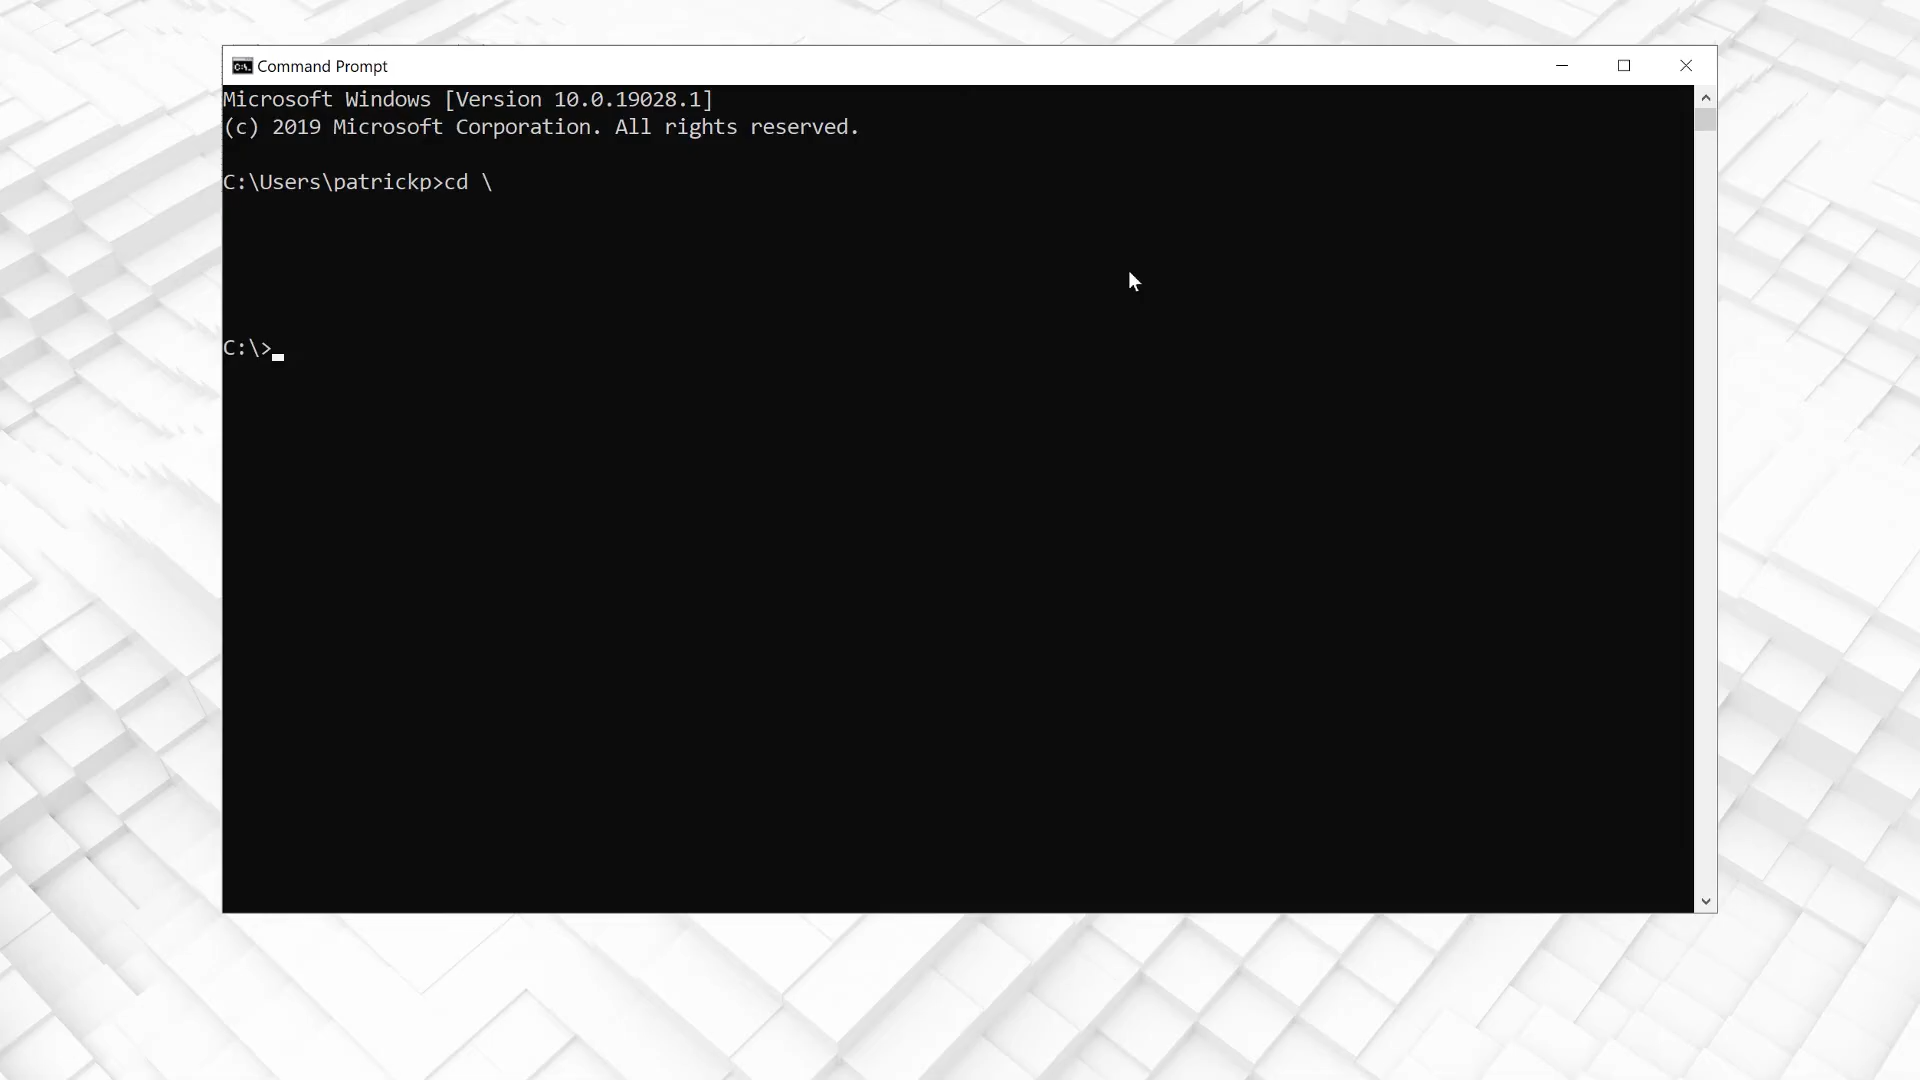 Command Prompt
Microsoft Windows [Version 10.0.19028.1]
(c) 2019 Microsoft Corporation. All rights reserved.
C:\Users\patrickp>cd \
C:\>